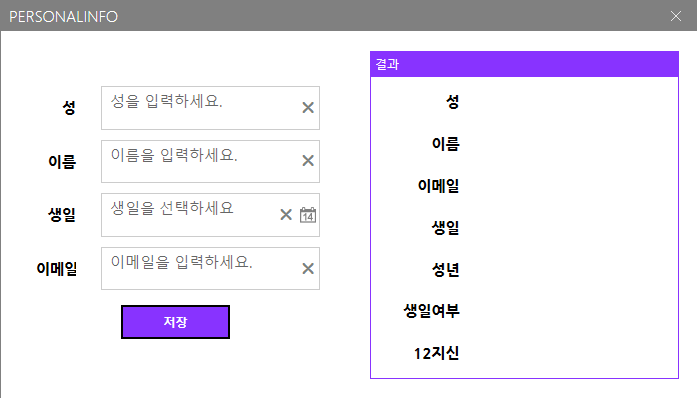 PERSONALINFO
성
성을 입력하세요.
이름
이름을 입력하세요.
생일
생일을 선택하세요
14
이메일
이메일을 입력하세요.
저장
결과
성
이름
이메일
생일
성년
생일여부
12지신